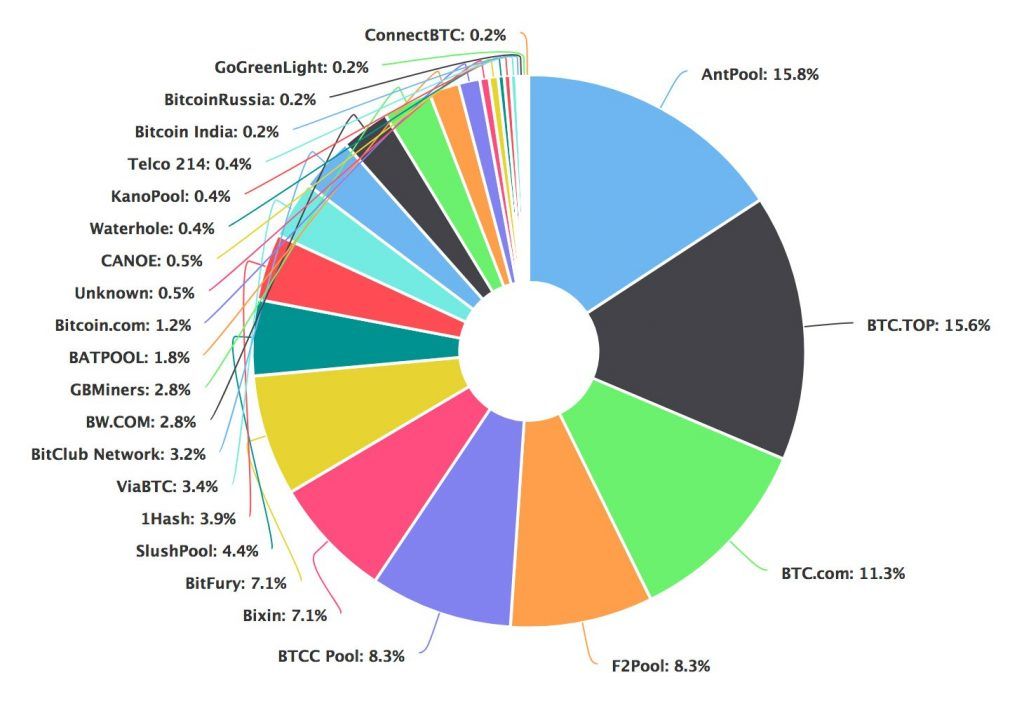 ConnectBTC: 0.2%
GoGreenLight: 0.2%
AntPool: 15.8%
BitcoinRussia: 0.2%
Bitcoin India: 0.2%
Telco 214: 0.4%
KanoPool: 0.4%
Waterhole: 0.4%
CANOE: 0.5%
Unknown: 0.5%
Bitcoin.com: 1.2%
BTC.TOP: 15.6%
BATPOOL: 1.8%
GBMiners: 2.8%
BW.COM: 2.8%
BitClub Network: 3.2%
ViaBTC: 3.4%
1Hash: 3.9%
SlushPool: 4.4%
BTC.com: 11.3%
BitFury: 7.1%
Bixin: 7.1%
BTCC Pool: 8.3%
F2Pool: 8.3%